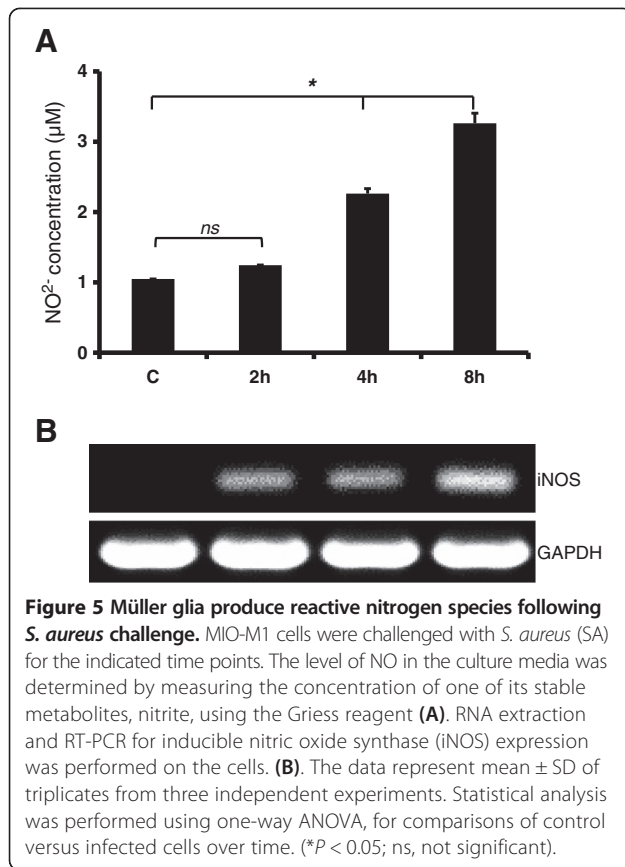 A
NO²⁻ concentration (μM)
4
3
2
1
0
*
ns
C 2h 4h 8h
B
iNOS
GAPDH
Figure 5 Müller glia produce reactive nitrogen species following
S. aureus challenge. MIO-M1 cells were challenged with S. aureus (SA)
for the indicated time points. The level of NO in the culture media was
determined by measuring the concentration of one of its stable
metabolites, nitrite, using the Griess reagent (A). RNA extraction
and RT-PCR for inducible nitric oxide synthase (iNOS) expression
was performed on the cells. (B). The data represent mean ± SD of
triplicates from three independent experiments. Statistical analysis
was performed using one-way ANOVA, for comparisons of control
versus infected cells over time. (*P < 0.05; ns, not significant).